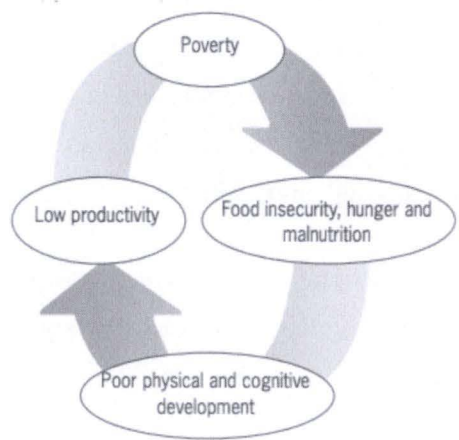 Poverty
Food insecurity, hunger and
malnutrition
Poor physical and cognitive
development
Low productivity